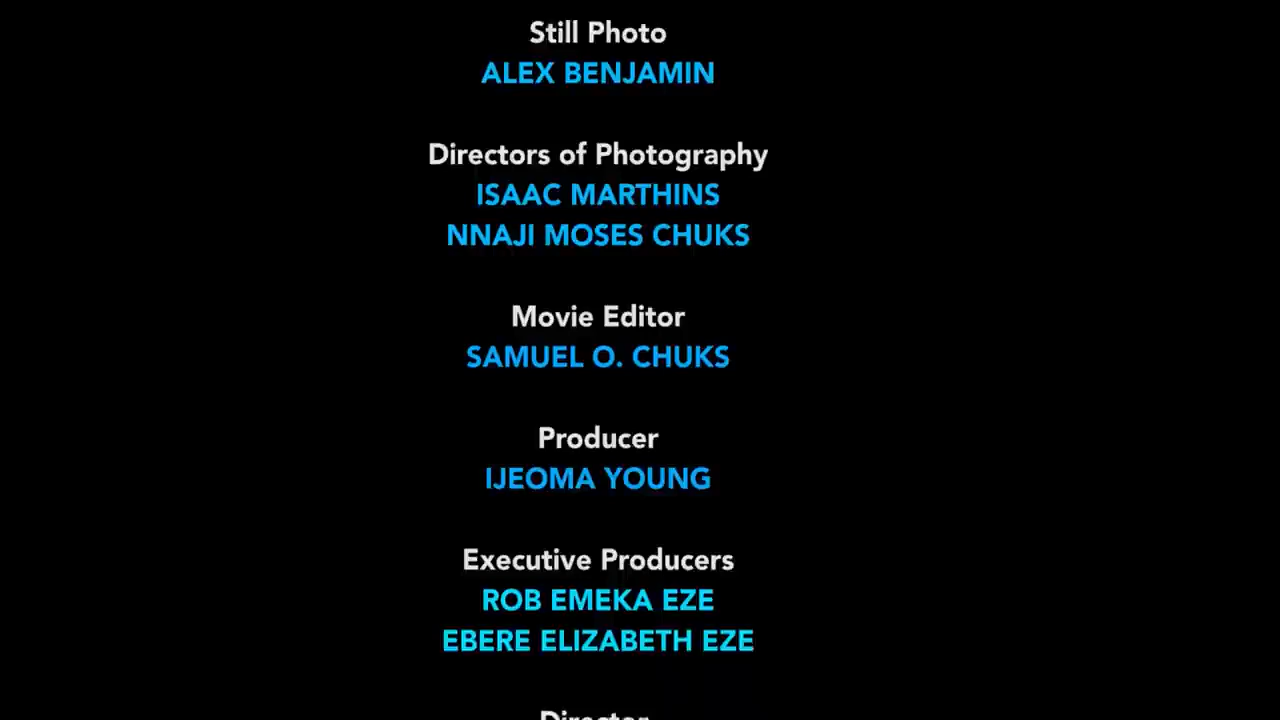 Still Photo
ALEX BENJAMIN
Directors of Photography
ISAAC MARTHINS
NNAJI MOSES CHUKS
Movie Editor
SAMUEL O. CHUKS
Producer
IJEOMA YOUNG
Executive Producers
ROB EMEKA EZE
EBERE ELIZABETH EZE
Director